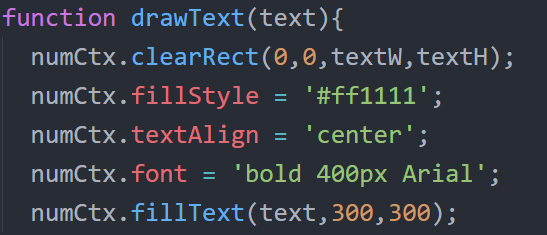 function drawText(text){
numCtx.clearRect(0,0,textW,textH);
numCtx.fillStyle = '#ff1111';
numCtx.textAlign = 'center';
numCtx.font = 'bold 400px Arial';
numCtx.fillText(text,300,300);